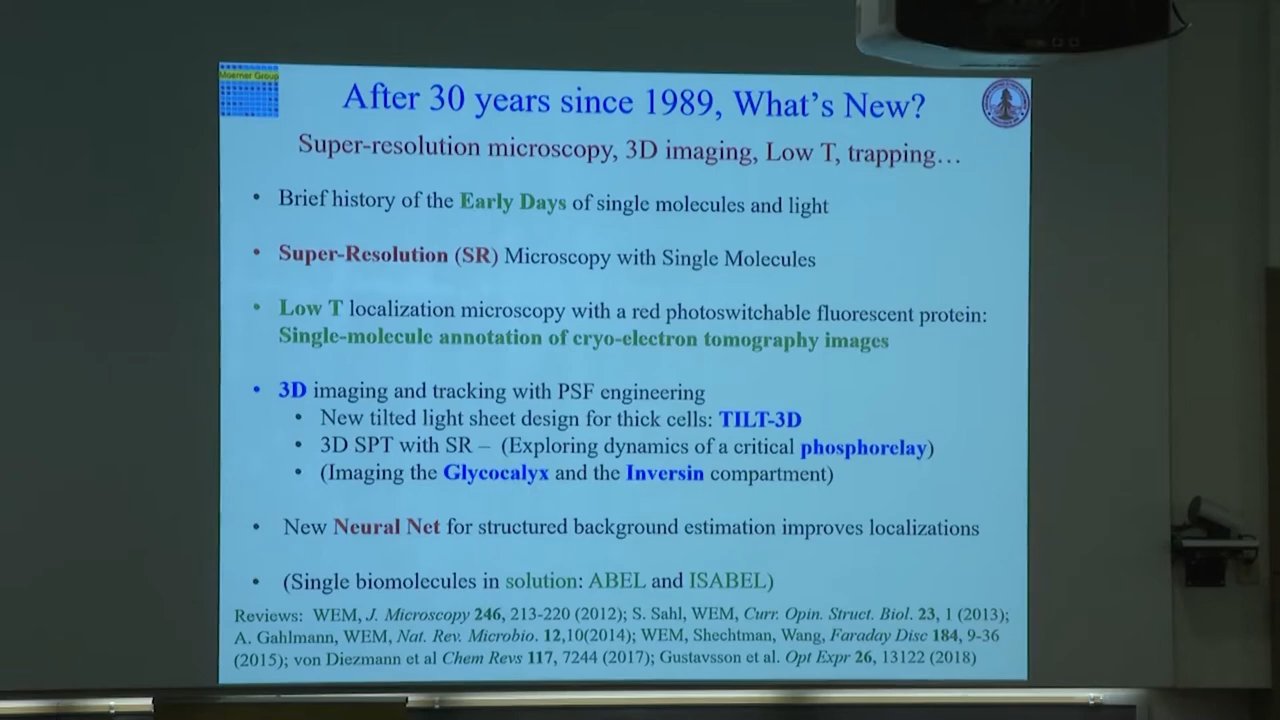 Moerner Group
After 30 years since 1989, What's New?
Super-resolution microscopy, 3D imaging, Low T, trapping…
• Brief history of the Early Days of single molecules and light
• Super-Resolution (SR) Microscopy with Single Molecules
• Low T localization microscopy with a red photoswitchable fluorescent protein:
Single-molecule annotation of cryo-electron tomography images
• 3D imaging and tracking with PSF engineering
• New tilted light sheet design for thick cells: TILT-3D
• 3D SPT with SR – (Exploring dynamics of a critical phosphorelay)
• (Imaging the Glycocalyx and the Inversin compartment)
• New Neural Net for structured background estimation improves localizations
• (Single biomolecules in solution: ABEL and ISABEL)
Reviews: WEM, J. Microscopy 246, 213-220 (2012); S. Sahl, WEM, Curr. Opin. Struct. Biol. 23, 1 (2013);
A. Gahlmann, WEM, Nat. Rev. Microbio. 12,10(2014); WEM, Shechtman, Wang, Faraday Disc 184, 9-36
(2015); von Diezmann et al Chem Revs 117, 7244 (2017); Gustavsson et al. Opt Expr 26, 13122 (2018)